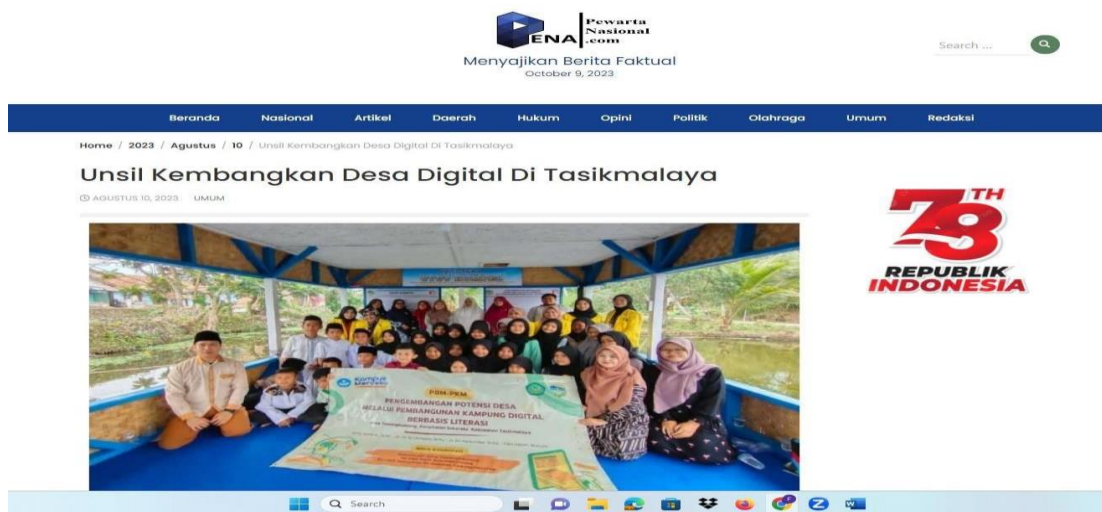 PENA
Pewarta
Nasional
.com
Menyajikan Berita Faktual
October 9, 2023
Search ...
Beranda Nasional Artikel Daerah Hukum Opini Politik Olahraga Umum Redaksi
Home / 2023 / Agustus / 10 / Unsil Kembangkan Desa Digital Di Tasikmalaya
Unsil Kembangkan Desa Digital Di Tasikmalaya
AGUSTUS 10, 2023 UMUM
78TH
REPUBLIK
INDONESIA
PENGEMBANGAN POTENSI DESA
MELALUI PEMBANGUNAN KAMPUNG DIGITAL
BERBASIS LITERASI
Search